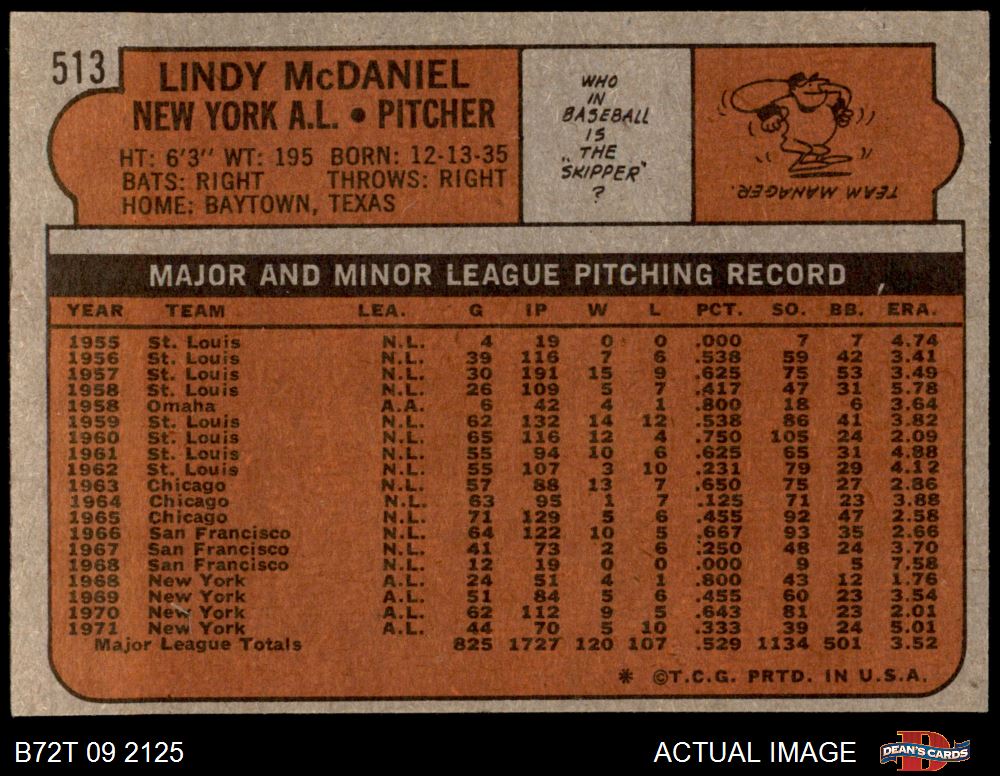 513
LINDY McDANIEL
NEW YORK A.L. • PITCHER
HT: 6'3" WT: 195 BORN: 12-13-35
BATS: RIGHT THROWS: RIGHT
HOME: BAYTOWN, TEXAS
WHO
IN
BASEBALL
IS
"THE
SKIPPER"
?
TEAM MANAGER.
MAJOR AND MINOR LEAGUE PITCHING RECORD
YEAR TEAM LEA. G IP W L PCT. SO. BB. ERA.
1955 St. Louis N.L. 4 19 0 0 .000 7 7 4.74
1956 St. Louis N.L. 39 116 7 6 .538 59 42 3.41
1957 St. Louis N.L. 30 191 15 9 .625 75 53 3.49
1958 St. Louis N.L. 26 109 5 7 .417 47 31 5.78
1958 Omaha A.A. 6 42 4 1 .800 18 6 3.64
1959 St. Louis N.L. 62 132 14 12 .538 86 41 3.82
1960 St. Louis N.L. 65 116 12 4 .750 105 24 2.09
1961 St. Louis N.L. 55 94 10 6 .625 65 31 4.88
1962 St. Louis N.L. 55 107 3 10 .231 79 29 4.12
1963 Chicago N.L. 57 88 13 7 .650 75 27 2.86
1964 Chicago N.L. 63 95 1 7 .125 71 23 3.88
1965 Chicago N.L. 71 129 5 6 .455 92 47 2.58
1966 San Francisco N.L. 64 122 10 5 .667 93 35 2.66
1967 San Francisco N.L. 41 73 2 6 .250 48 24 3.70
1968 San Francisco N.L. 12 19 0 0 .000 9 5 7.58
1968 New York A.L. 24 51 4 1 .800 43 12 1.76
1969 New York A.L. 51 84 5 6 .455 60 23 3.54
1970 New York A.L. 62 112 9 5 .643 81 23 2.01
1971 New York A.L. 44 70 5 10 .333 39 24 5.01
Major League Totals 825 1727 120 107 .529 1134 501 3.52
* ©T.C.G. PRTD. IN U.S.A.
B72T 09 2125 ACTUAL IMAGE DEAN'S CARDS